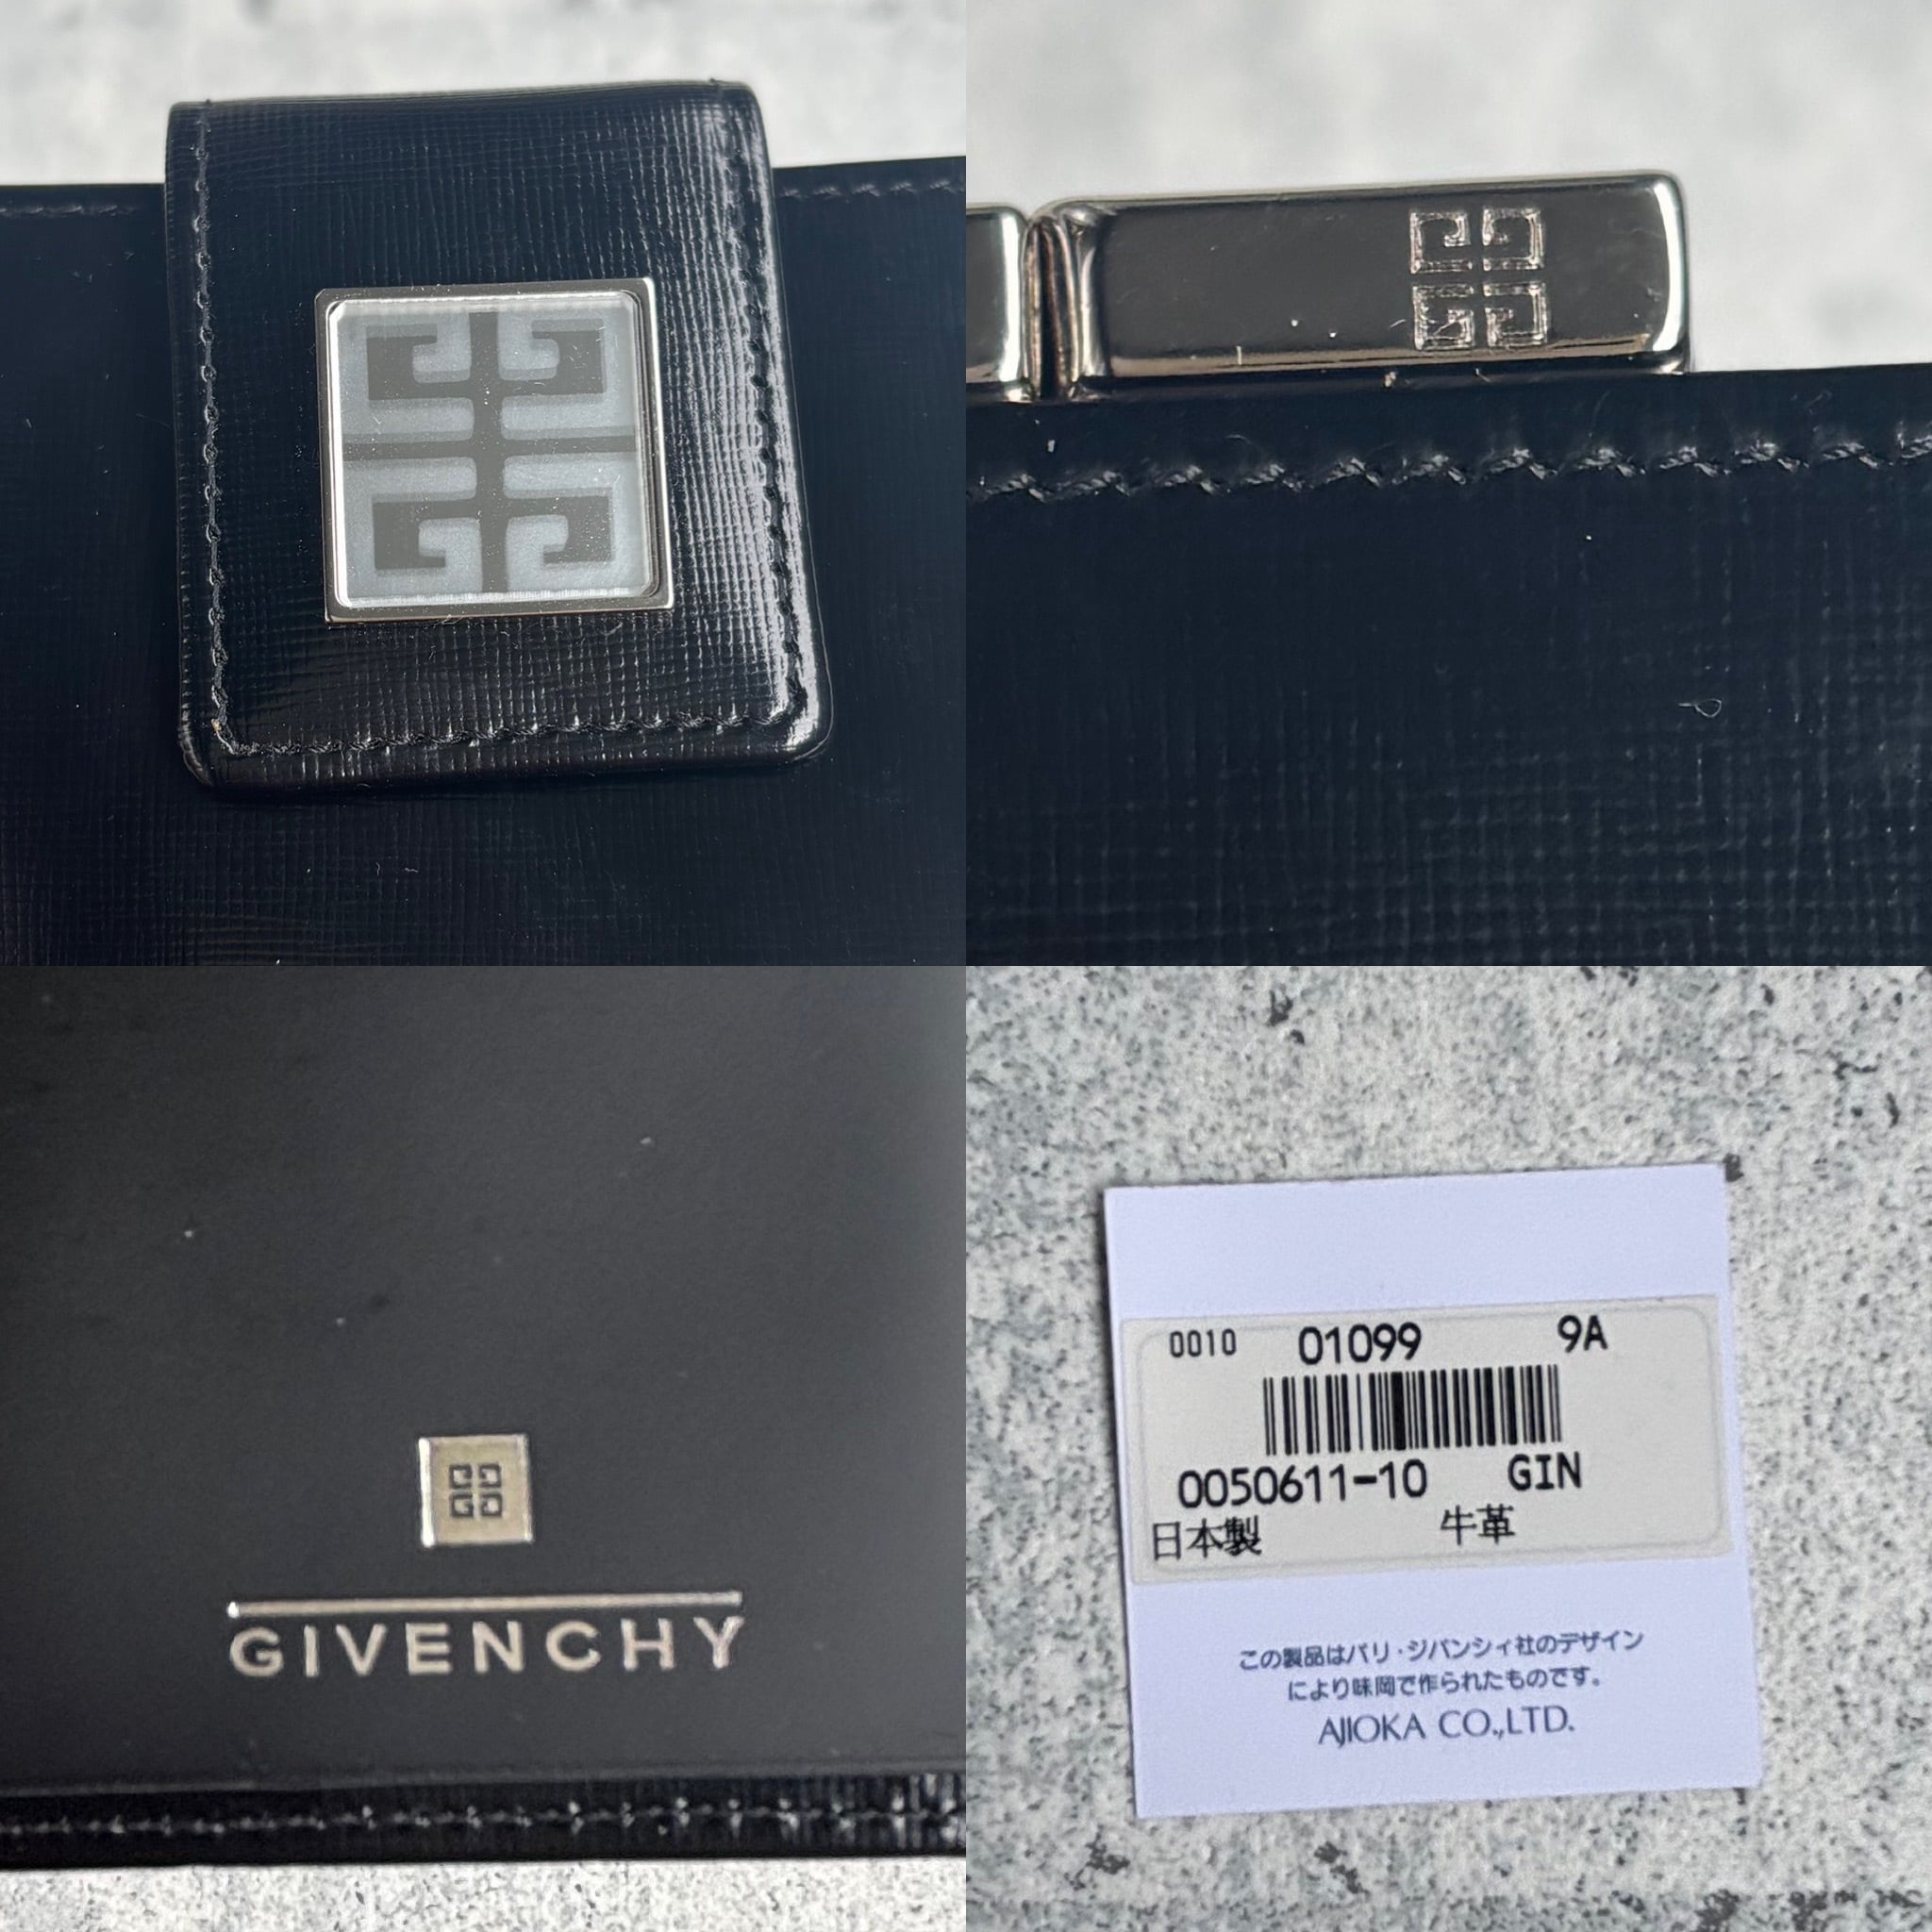 GIVENCHY
0010 01099 9A
0050611-10 GIN
日本製 牛革
この製品はパリ・ジバンシィ社のデザイン
により味岡で作られたものです。
AJIOKA CO.,LTD.